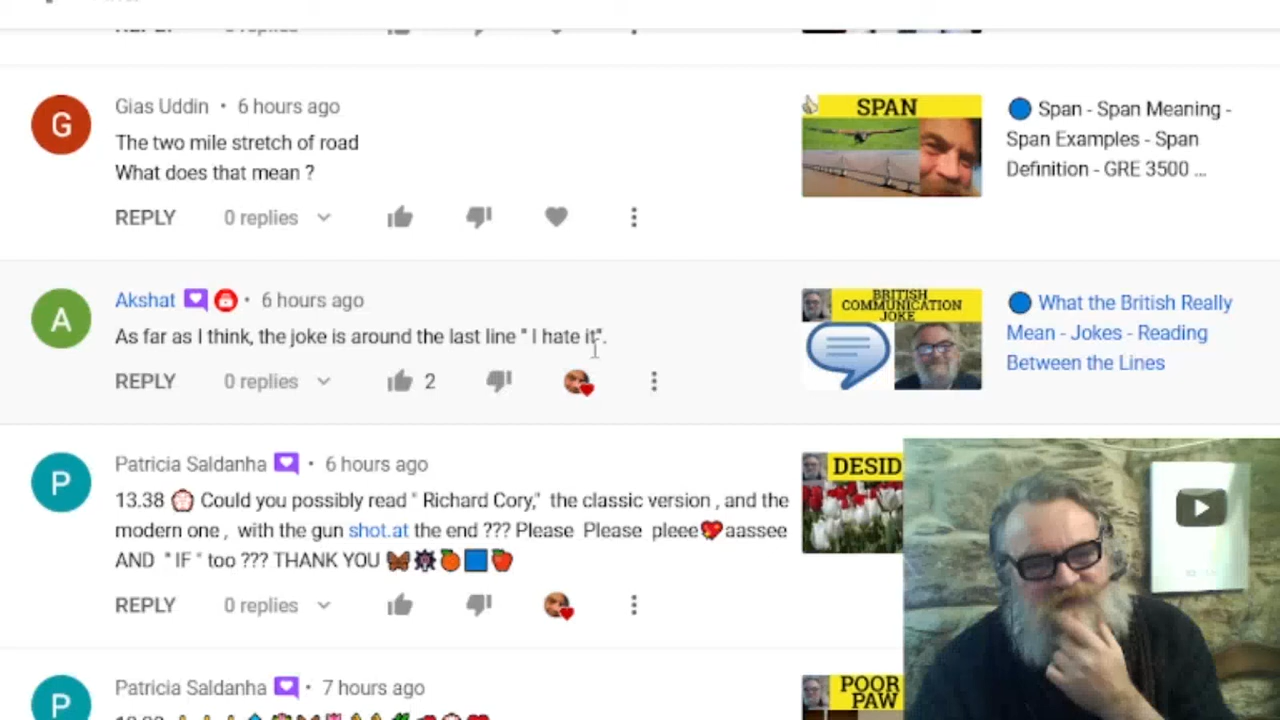 Gias Uddin • 6 hours ago
The two mile stretch of road
What does that mean ?
REPLY 0 replies
SPAN
Span - Span Meaning -
Span Examples - Span
Definition - GRE 3500 ...
Akshat • 6 hours ago
As far as I think, the joke is around the last line " I hate it".
REPLY 0 replies 2
BRITISH
COMMUNICATION
JOKE
What the British Really
Mean - Jokes - Reading
Between the Lines
Patricia Saldanha • 6 hours ago
13.38 💮 Could you possibly read " Richard Cory," the classic version , and the
modern one , with the gun shot.at the end ??? Please Please pleee💖aassee
AND " IF " too ??? THANK YOU 🦋🕷🍊🟦🍎
REPLY 0 replies
DESID
Patricia Saldanha • 7 hours ago
POOR
PAW
G
A
P
P